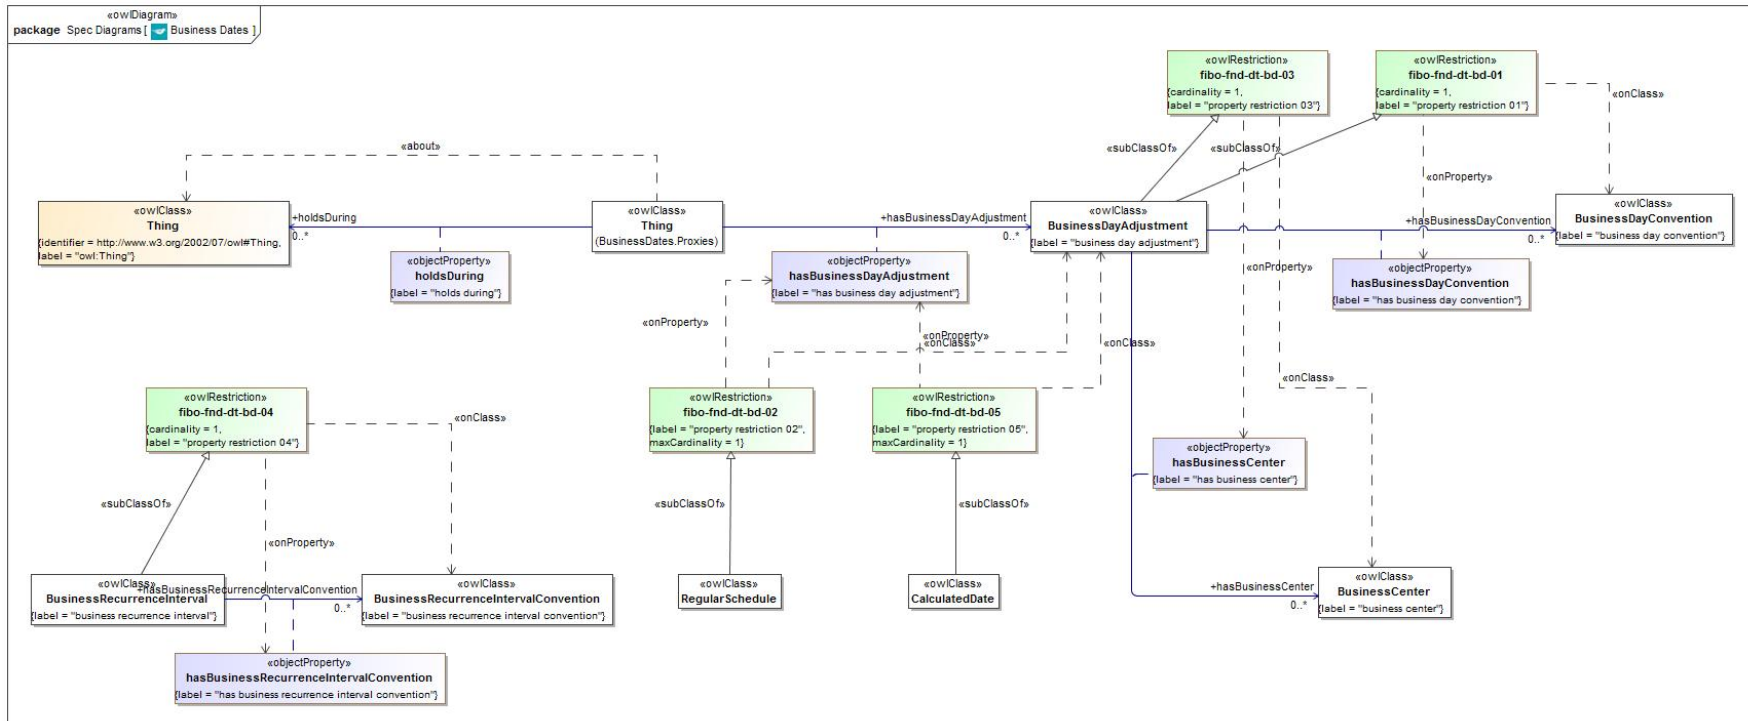 «owlDiagram»
package Spec Diagrams [ Business Dates ]
«owlRestriction»
fibo-fnd-dt-bd-03
{cardinality = 1,
label = "property restriction 03"}
«owlRestriction»
fibo-fnd-dt-bd-01
{cardinality = 1,
label = "property restriction 01"}
«onClass»
«subClassOf»
«subClassOf»
«about»
«onProperty»
«owlClass»
Thing
{identifier = http://www.w3.org/2002/07/owl#Thing,
label = "owl:Thing"}
+holdsDuring
0..*
«owlClass»
Thing
(BusinessDates.Proxies)
+hasBusinessDayAdjustment
0..*
«owlClass»
BusinessDayAdjustment
{label = "business day adjustment"}
+hasBusinessDayConvention
0..*
«owlClass»
BusinessDayConvention
{label = "business day convention"}
«objectProperty»
holdsDuring
{label = "holds during"}
«objectProperty»
hasBusinessDayAdjustment
{label = "has business day adjustment"}
«onProperty»
«objectProperty»
hasBusinessDayConvention
{label = "has business day convention"}
«onProperty»
«onProperty»
«onClass»
«onClass»
«onClass»
«owlRestriction»
fibo-fnd-dt-bd-04
{cardinality = 1,
label = "property restriction 04"}
«onClass»
«owlRestriction»
fibo-fnd-dt-bd-02
{label = "property restriction 02",
maxCardinality = 1}
«owlRestriction»
fibo-fnd-dt-bd-05
{label = "property restriction 05",
maxCardinality = 1}
«objectProperty»
hasBusinessCenter
{label = "has business center"}
«subClassOf»
«subClassOf»
«subClassOf»
«onProperty»
«owlClass»
BusinessRecurrenceInterval
{label = "business recurrence interval"}
+hasBusinessRecurrenceIntervalConvention
0..*
«owlClass»
BusinessRecurrenceIntervalConvention
{label = "business recurrence interval convention"}
«owlClass»
RegularSchedule
«owlClass»
CalculatedDate
+hasBusinessCenter
0..*
«owlClass»
BusinessCenter
{label = "business center"}
«objectProperty»
hasBusinessRecurrenceIntervalConvention
{label = "has business recurrence interval convention"}